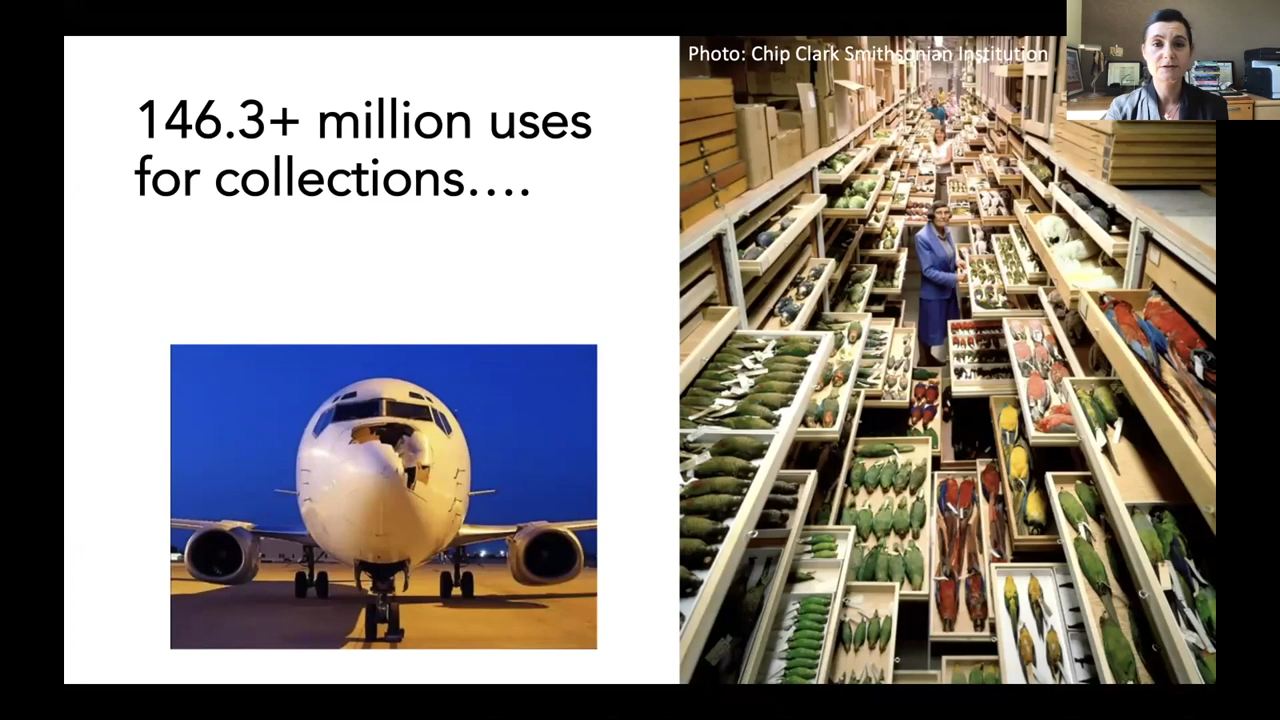 146.3+ million uses
for collections....
Photo: Chip Clark Smithsonian Institution